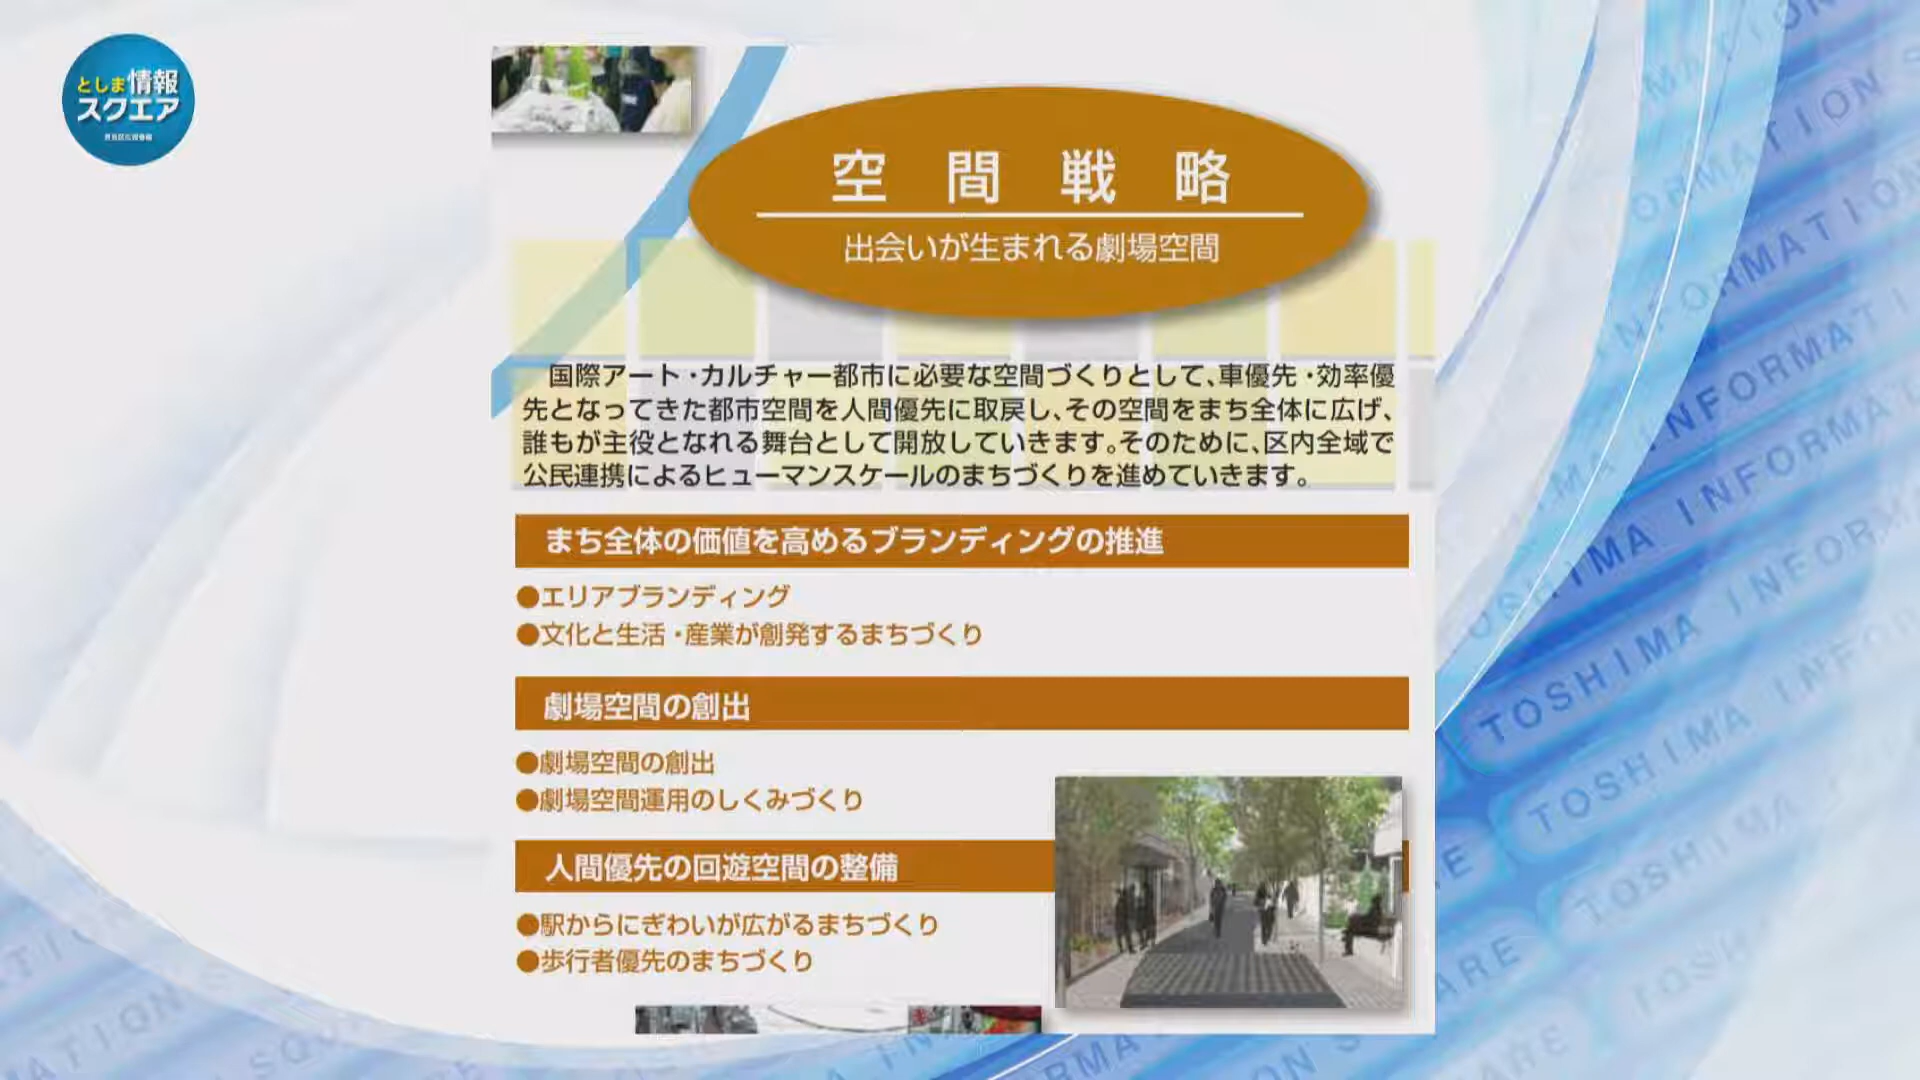 としま情報
スクエア
空間戦略
出会いが生まれる劇場空間
国際アート・カルチャー都市に必要な空間づくりとして、車優先・効率優
先となってきた都市空間を人間優先に取戻し、その空間をまち全体に広げ、
誰もが主役となれる舞台として開放していきます。そのために、区内全域で
公民連携によるヒューマンスケールのまちづくりを進めていきます。
まち全体の価値を高めるブランディングの推進
●エリアブランディング
●文化と生活・産業が創発するまちづくり
劇場空間の創出
●劇場空間の創出
●劇場空間運用のしくみづくり
人間優先の回遊空間の整備
●駅からにぎわいが広がるまちづくり
●歩行者優先のまちづくり
TOSHIMA INFORMATION
TOSHIMA INFORMA
TOSHIMA INFOR